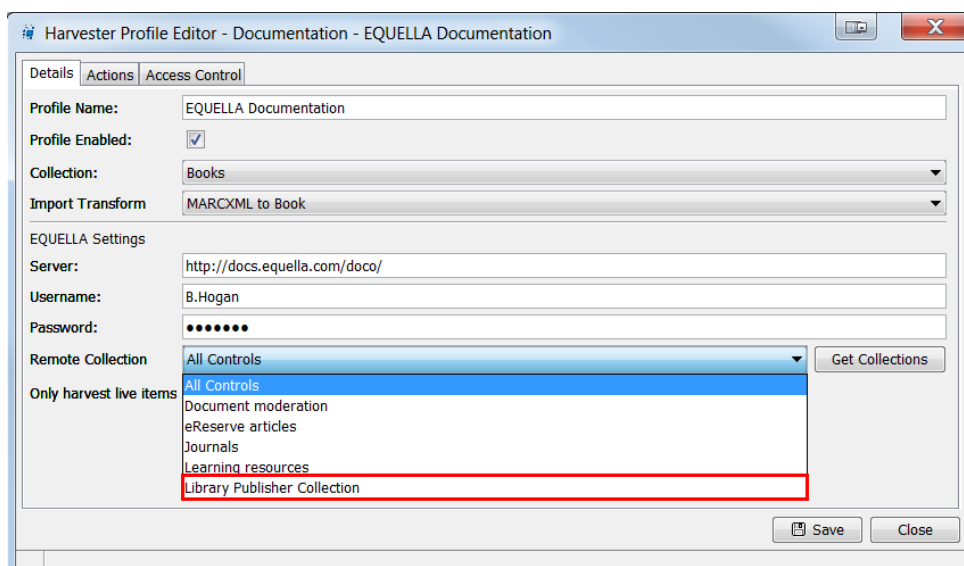 Harvester Profile Editor - Documentation - EQUELLA Documentation
Details Actions Access Control
Profile Name: EQUELLA Documentation
Profile Enabled:
Collection: Books
Import Transform MARCXML to Book
EQUELLA Settings
Server: http://docs.equella.com/doco/
Username: B.Hogan
Password: ●●●●●●●
Remote Collection All Controls Get Collections
Only harvest live items All Controls
Document moderation
eReserve articles
Journals
Learning resources
Library Publisher Collection
Save Close